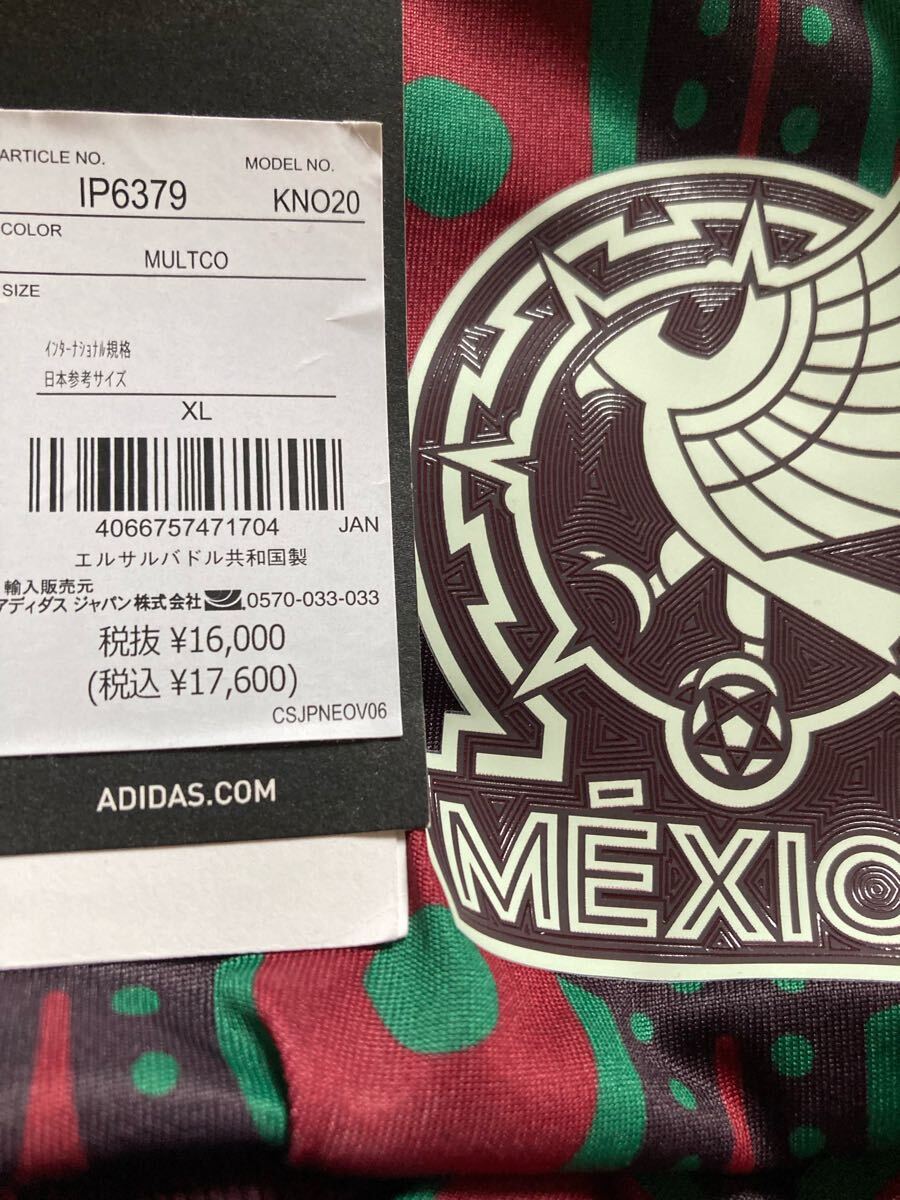 ARTICLE NO.
MODEL NO.
IP6379
KNO20
COLOR
MULTCO
SIZE
ｲﾝﾀｰﾅｼｮﾅﾙ規格
日本参考サイズ
XL
4066757471704 JAN
エルサルバドル共和国製
輸入販売元
アディダス ジャパン株式会社 0570-033-033
税抜 ¥16,000
(税込 ¥17,600)
CSJPNEOV06
ADIDAS.COM
MÉXIC